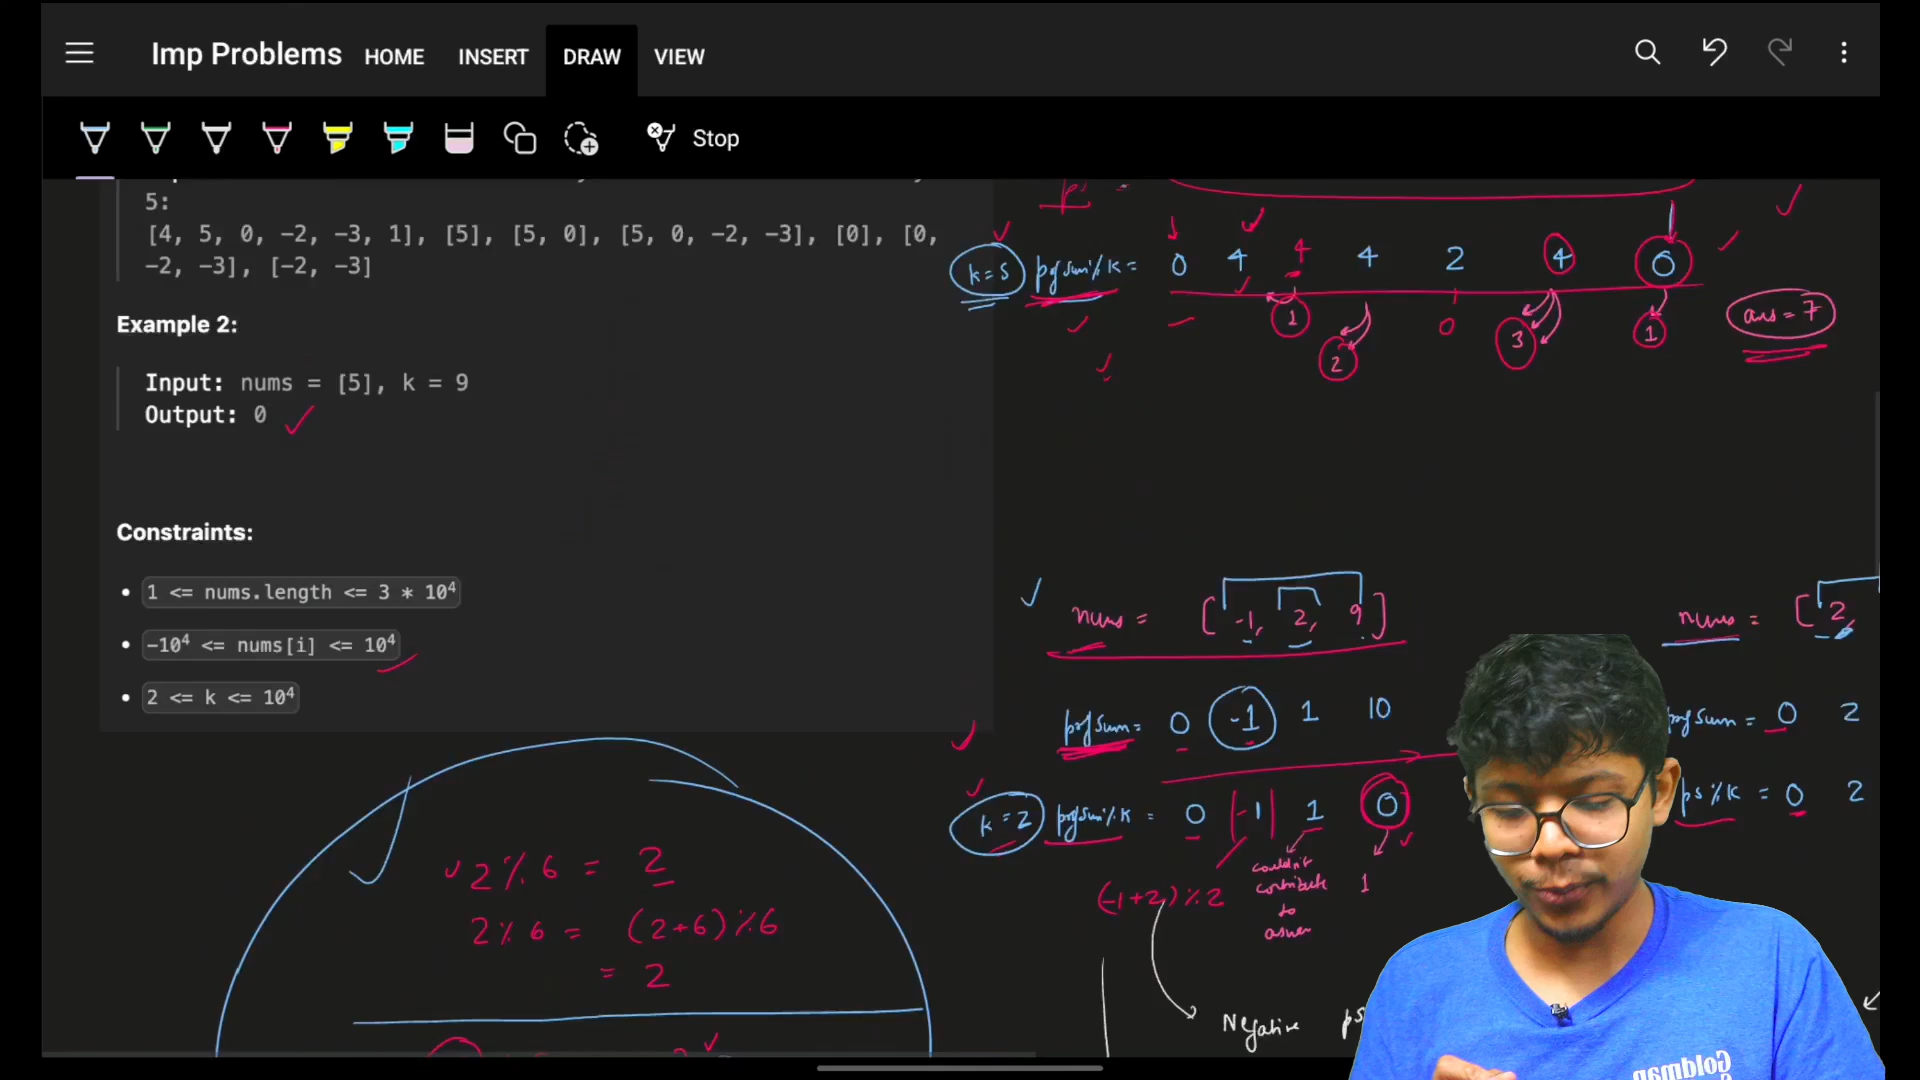 Imp Problems HOME INSERT DRAW VIEW
Stop
5:
[4, 5, 0, -2, -3, 1], [5], [5, 0], [5, 0, -2, -3], [0], [0,
-2, -3], [-2, -3]
Example 2:
Input: nums = [5], k = 9
Output: 0
Constraints:
1 <= nums.length <= 3 * 10⁴
-10⁴ <= nums[i] <= 10⁴
2 <= k <= 10⁴
2 % 6 = 2
2 % 6 = (2+6) % 6
= 2
k = 5 prfsum % k = 0 4 4 4 2 4 0
1 2 0 3 1
ans = 7
nums = [-1, 2, 9]
prfsum = 0 -1 1 10
k = 2 prfsum % k = 0 -1 1 0
(-1+2) % 2
couldn't
contribute
to
answer
1
Negative
nums = [2,
prfsum = 0 2
ps % k = 0 2
Goldman